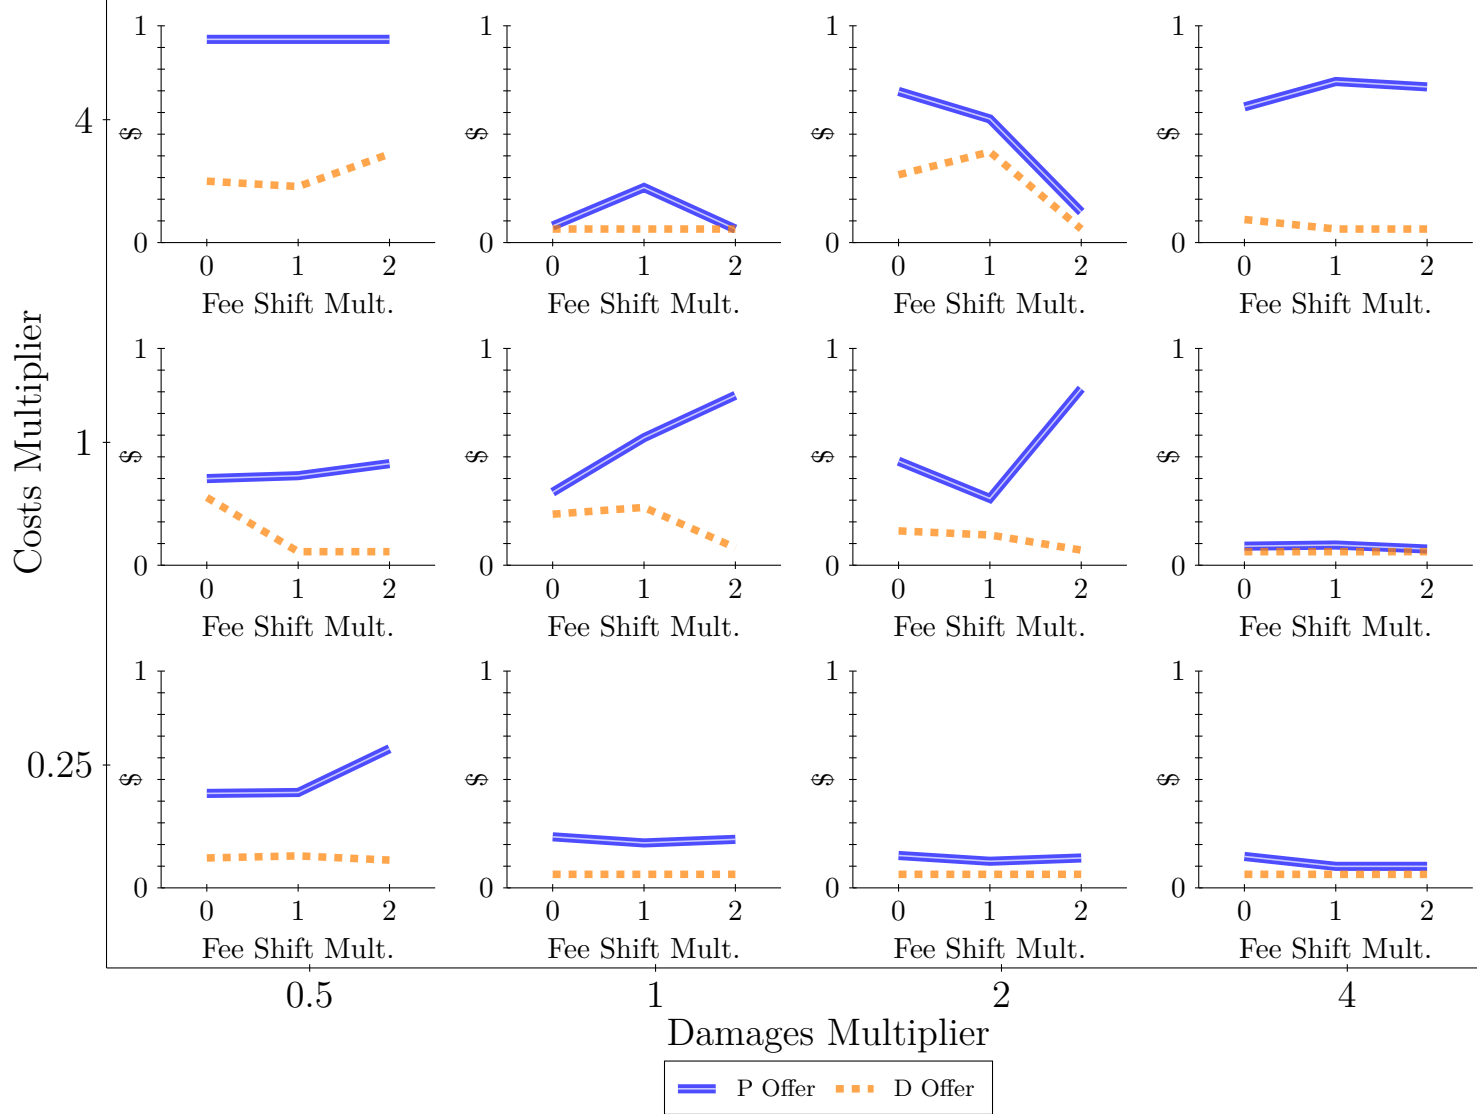 1
1
1
1
4
$
$
$
$
0
0
0
0
0 1 2
0 1 2
0 1 2
0 1 2
Fee Shift Mult.
Fee Shift Mult.
Fee Shift Mult.
Fee Shift Mult.
Costs Multiplier
1
1
1
1
1
$
$
$
$
0
0
0
0
0 1 2
0 1 2
0 1 2
0 1 2
Fee Shift Mult.
Fee Shift Mult.
Fee Shift Mult.
Fee Shift Mult.
1
1
1
1
0.25
$
$
$
$
0
0
0
0
0 1 2
0 1 2
0 1 2
0 1 2
Fee Shift Mult.
Fee Shift Mult.
Fee Shift Mult.
Fee Shift Mult.
0.5 1 2 4
Damages Multiplier
P Offer D Offer